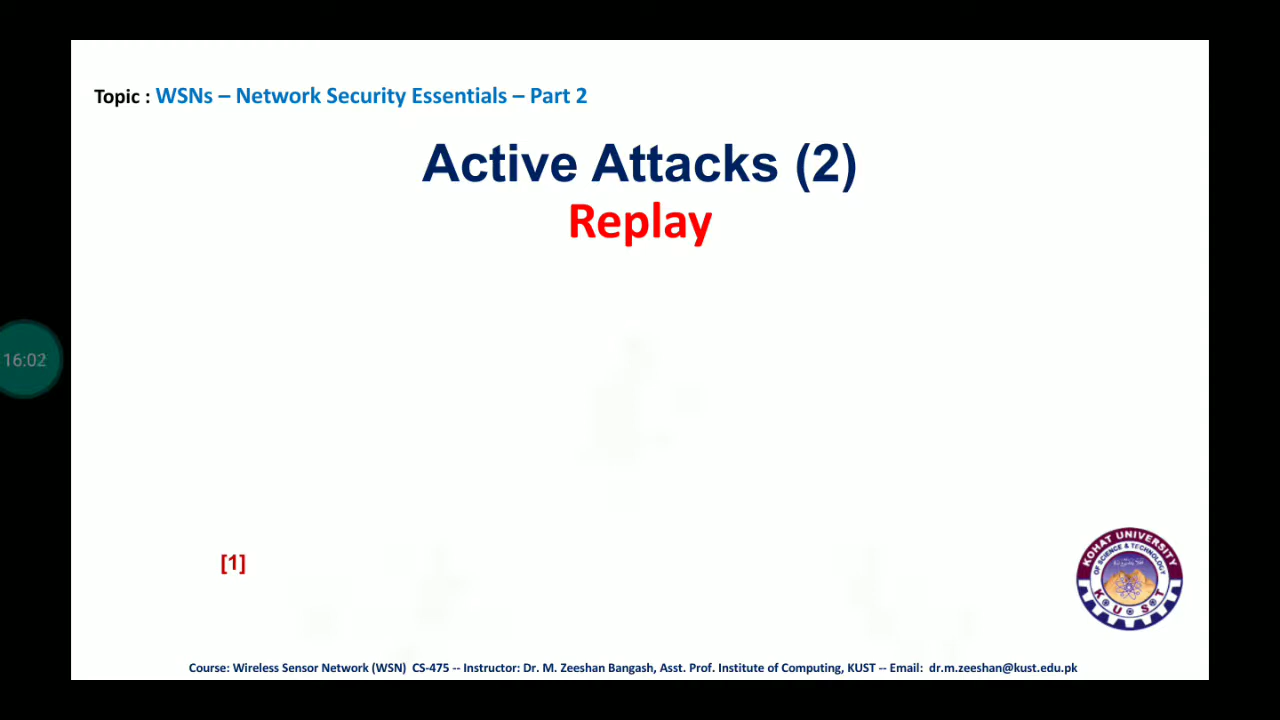 Topic : WSNs – Network Security Essentials – Part 2
Active Attacks (2)
Replay
16:02
[1]
KOHAT UNIVERSITY
OF SCIENCE & TECHNOLOGY
K U S T
Course: Wireless Sensor Network (WSN) CS-475 -- Instructor: Dr. M. Zeeshan Bangash, Asst. Prof. Institute of Computing, KUST -- Email: dr.m.zeeshan@kust.edu.pk